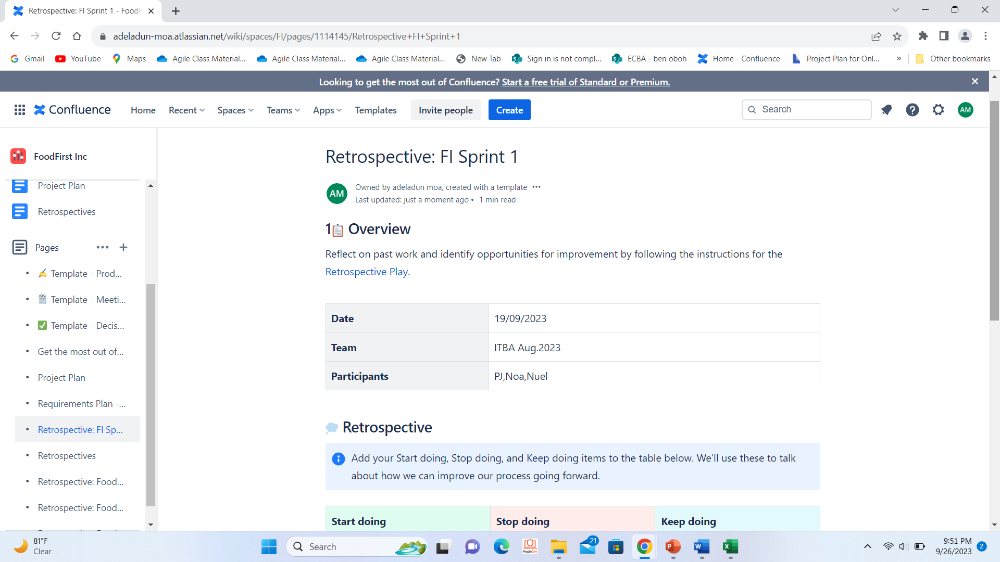 Retrospective: FI Sprint 1 - FoodF
adeladun-moa.atlassian.net/wiki/spaces/FI/pages/1114145/Retrospective+FI+Sprint+1
Gmail YouTube Maps Agile Class Material... Agile Class Material... Agile Class Material... New Tab Sign in is not compl... ECBA - ben oboh Home - Confluence Project Plan for Onl... » Other bookmarks
Looking to get the most out of Confluence? Start a free trial of Standard or Premium.
Confluence Home Recent Spaces Teams Apps Templates Invite people Create Search AM
FoodFirst Inc
Project Plan
Retrospectives
Pages
Template - Prod...
Template - Meeti...
Template - Decis...
Get the most out of...
Project Plan
Requirements Plan -...
Retrospective: FI Sp...
Retrospectives
Retrospective: Food...
Retrospective: Food...
Retrospective: FI Sprint 1
AM
Owned by adeladun moa, created with a template
Last updated: just a moment ago • 1 min read
1📋 Overview
Reflect on past work and identify opportunities for improvement by following the instructions for the
Retrospective Play.
Date 19/09/2023
Team ITBA Aug.2023
Participants PJ,Noa,Nuel
Retrospective
Add your Start doing, Stop doing, and Keep doing items to the table below. We'll use these to talk
about how we can improve our process going forward.
Start doing Stop doing Keep doing
81°F
Clear
Search
PeopleCert
21
9:51 PM
9/26/2023
2